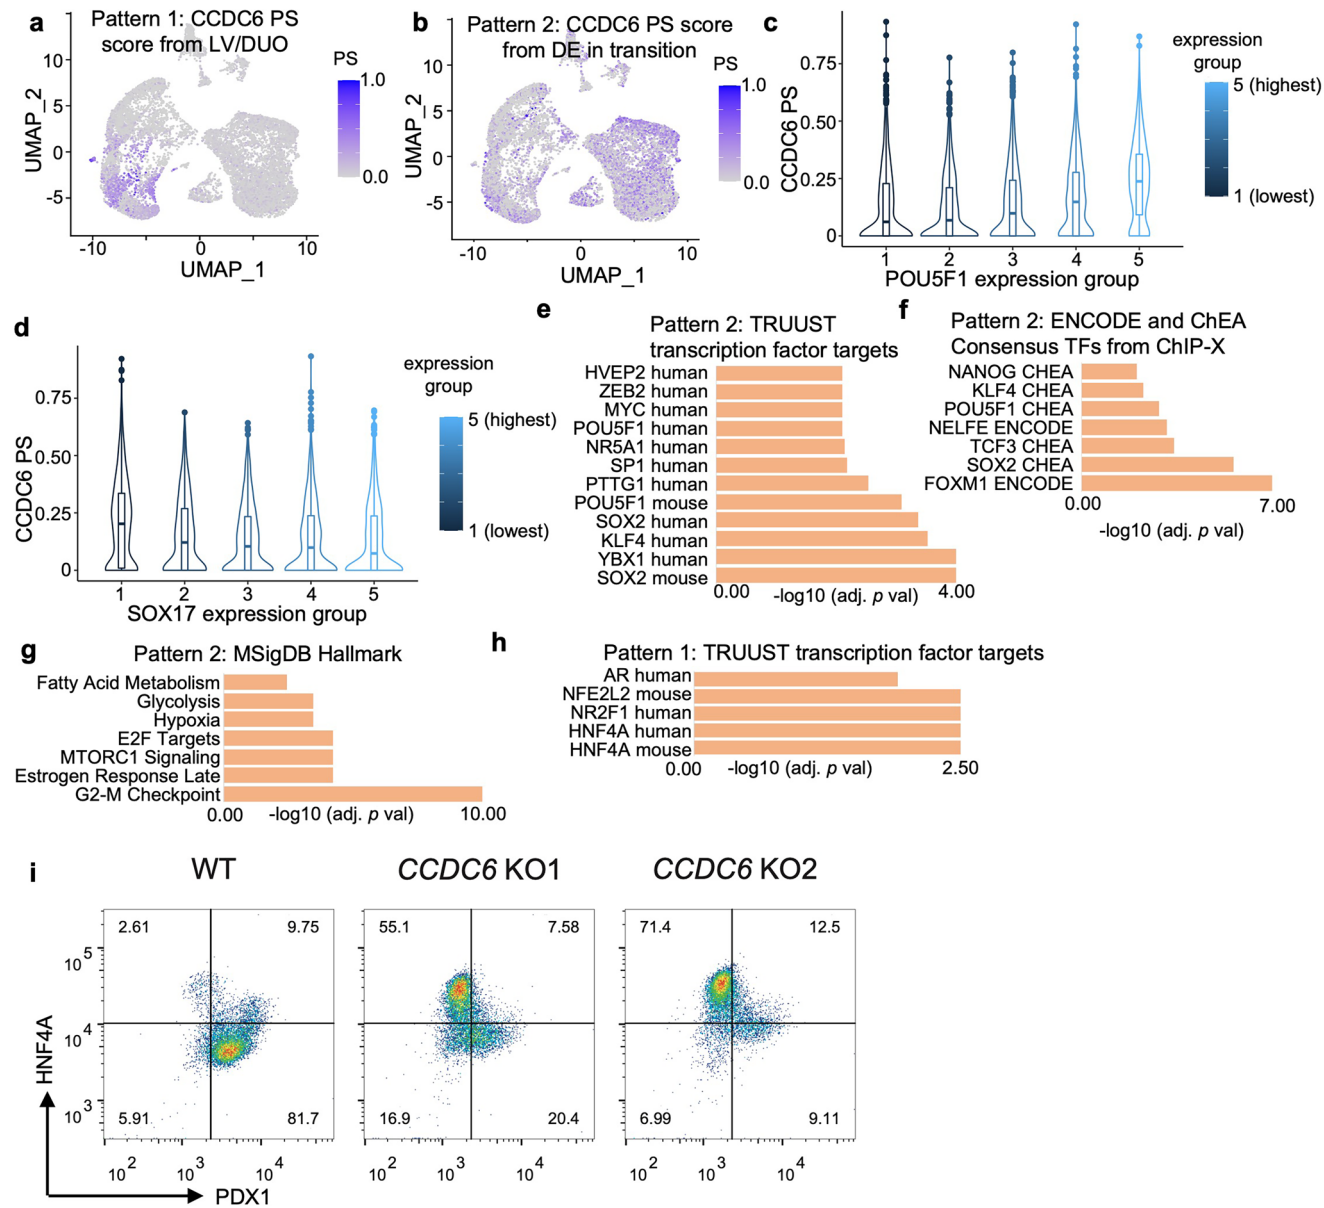 a
Pattern 1: CCDC6 PS
score from LV/DUO
PS
1.0
0.0
UMAP_2
10
5
0
-5
-10
0
10
UMAP_1
b
Pattern 2: CCDC6 PS score
from DE in transition
PS
1.0
0.0
UMAP_2
10
5
0
-5
-10
0
10
UMAP_1
c
CCDC6 PS
0.75
0.50
0.25
0
1 2 3 4 5
POU5F1 expression group
expression
group
5 (highest)
1 (lowest)
d
CCDC6 PS
0.75
0.50
0.25
0
1 2 3 4 5
SOX17 expression group
expression
group
5 (highest)
1 (lowest)
e
Pattern 2: TRUUST
transcription factor targets
HVEP2 human
ZEB2 human
MYC human
POU5F1 human
NR5A1 human
SP1 human
PTTG1 human
POU5F1 mouse
SOX2 human
KLF4 human
YBX1 human
SOX2 mouse
0.00
4.00
-log10 (adj. p val)
f
Pattern 2: ENCODE and ChEA
Consensus TFs from ChIP-X
NANOG CHEA
KLF4 CHEA
POU5F1 CHEA
NELFE ENCODE
TCF3 CHEA
SOX2 CHEA
FOXM1 ENCODE
0.00
7.00
-log10 (adj. p val)
g
Pattern 2: MSigDB Hallmark
Fatty Acid Metabolism
Glycolysis
Hypoxia
E2F Targets
MTORC1 Signaling
Estrogen Response Late
G2-M Checkpoint
0.00
-log10 (adj. p val)
10.00
h
Pattern 1: TRUUST transcription factor targets
AR human
NFE2L2 mouse
NR2F1 human
HNF4A human
HNF4A mouse
0.00
-log10 (adj. p val)
2.50
i
WT
CCDC6 KO1
CCDC6 KO2
2.61 9.75
55.1 7.58
71.4 12.5
10^5
10^4
10^3
HNF4A
5.91 81.7
16.9 20.4
6.99 9.11
10^2 10^3 10^4
10^2 10^3 10^4
10^2 10^3 10^4
PDX1